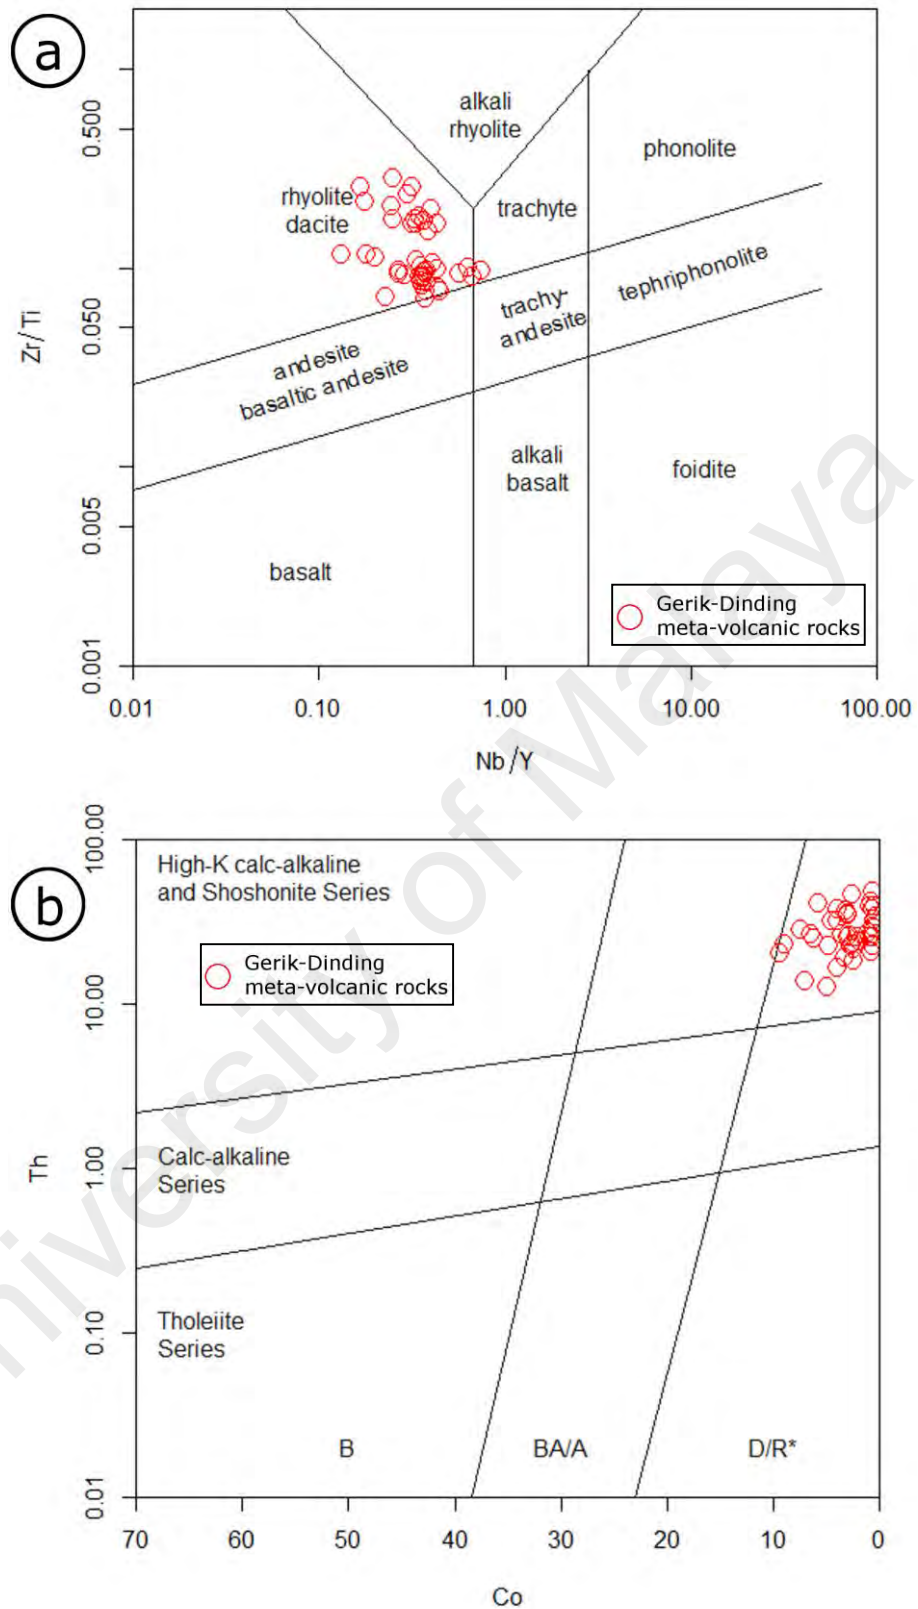 a
alkali
rhyolite
phonolite
rhyolite
dacite
trachyte
tephriphonolite
trachy-
andesite
andesite
basaltic andesite
alkali
basalt
foidite
basalt
Gerik-Dinding
meta-volcanic rocks
Zr/Ti
0.500
0.050
0.005
0.001
0.01
0.10
1.00
10.00
100.00
Nb/Y
b
High-K calc-alkaline
and Shoshonite Series
Gerik-Dinding
meta-volcanic rocks
Calc-alkaline
Series
Tholeiite
Series
B
BA/A
D/R*
Th
100.00
10.00
1.00
0.10
0.01
70
60
50
40
30
20
10
0
Co
University of Malaya